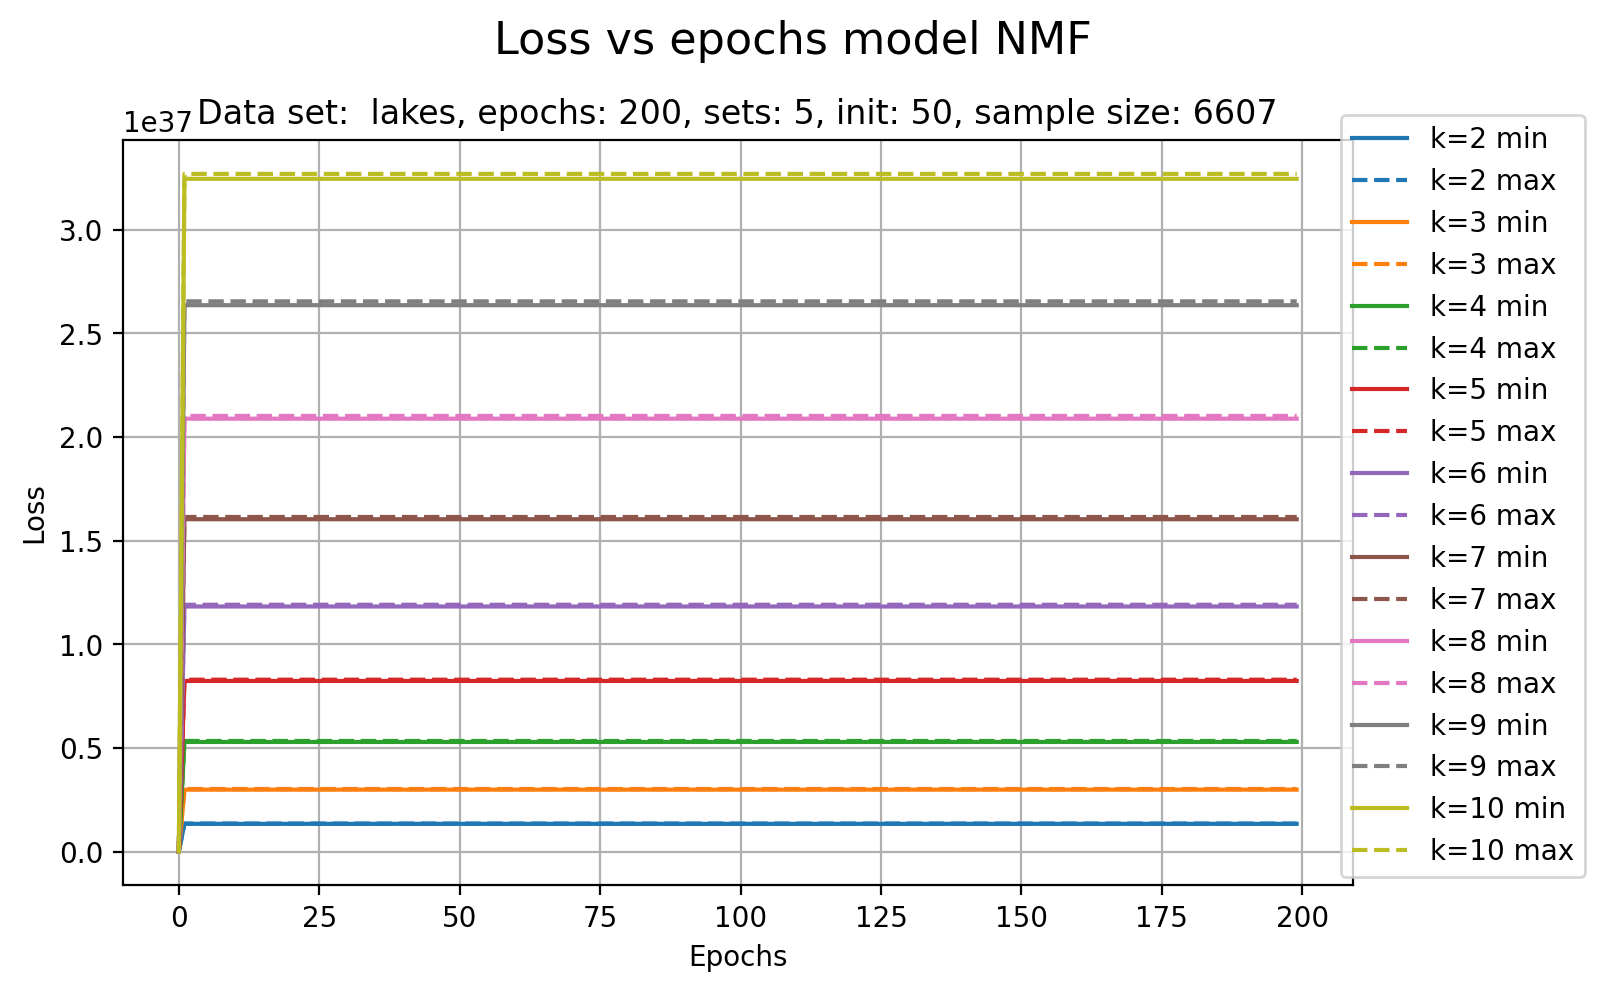 Loss vs epochs model NMF
Data set:  lakes, epochs: 200, sets: 5, init: 50, sample size: 6607
1e37
3.0
2.5
2.0
1.5
1.0
0.5
0.0
Loss
0 25 50 75 100 125 150 175 200
Epochs
k=2 min
k=2 max
k=3 min
k=3 max
k=4 min
k=4 max
k=5 min
k=5 max
k=6 min
k=6 max
k=7 min
k=7 max
k=8 min
k=8 max
k=9 min
k=9 max
k=10 min
k=10 max